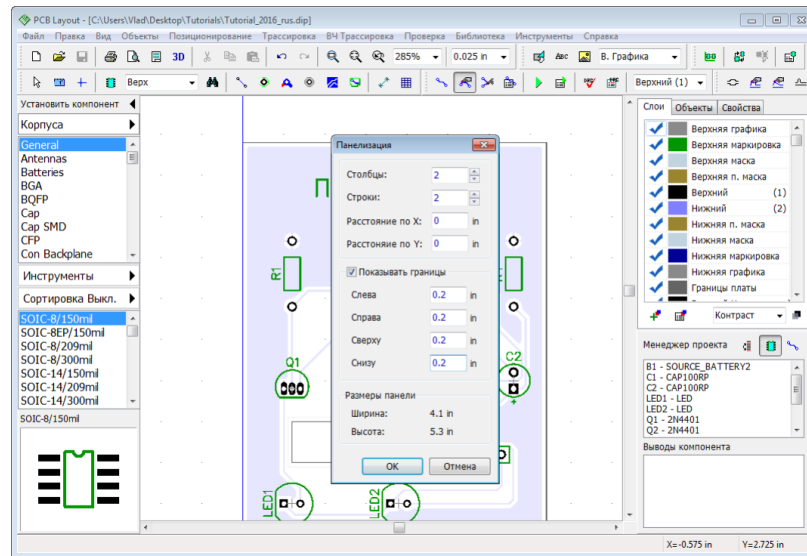 PCB Layout - [C:\Users\Vlad\Desktop\Tutorials\Tutorial_2016_rus.dip]
Файл Правка Вид Объекты Позиционирование Трассировка ВЧ Трассировка Проверка Библиотека Инструменты Справка
3D 285% 0.025 in ABC В. Графика
Верх Верхний (1)
Установить компонент
Корпуса
General
Antennas
Batteries
BGA
BQFP
Cap
Cap SMD
CFP
Con Backplane
Инструменты
Сортировка Выкл.
SOIC-8/150mil
SOIC-8EP/150mil
SOIC-8/209mil
SOIC-8/300mil
SOIC-14/150mil
SOIC-14/209mil
SOIC-14/300mil
SOIC-8/150mil
П
R1
Q1
C2
LED1
LED2
Панелизация
Столбцы: 2
Строки: 2
Расстояние по X: 0 in
Расстояние по Y: 0 in
Показывать границы
Слева 0.2 in
Справа 0.2 in
Сверху 0.2 in
Снизу 0.2 in
Размеры панели
Ширина: 4.1 in
Высота: 5.3 in
OK Отмена
Слои Объекты Свойства
Верхняя графика
Верхняя маркировка
Верхняя маска
Верхняя п. маска
Верхний (1)
Нижний (2)
Нижняя п. маска
Нижняя маска
Нижняя маркировка
Нижняя графика
Границы платы
Контраст
Менеджер проекта
B1 - SOURCE_BATTERY2
C1 - CAP100RP
C2 - CAP100RP
LED1 - LED
LED2 - LED
Q1 - 2N4401
Q2 - 2N4401
Выводы компонента
X=-0.575 in Y=2.725 in